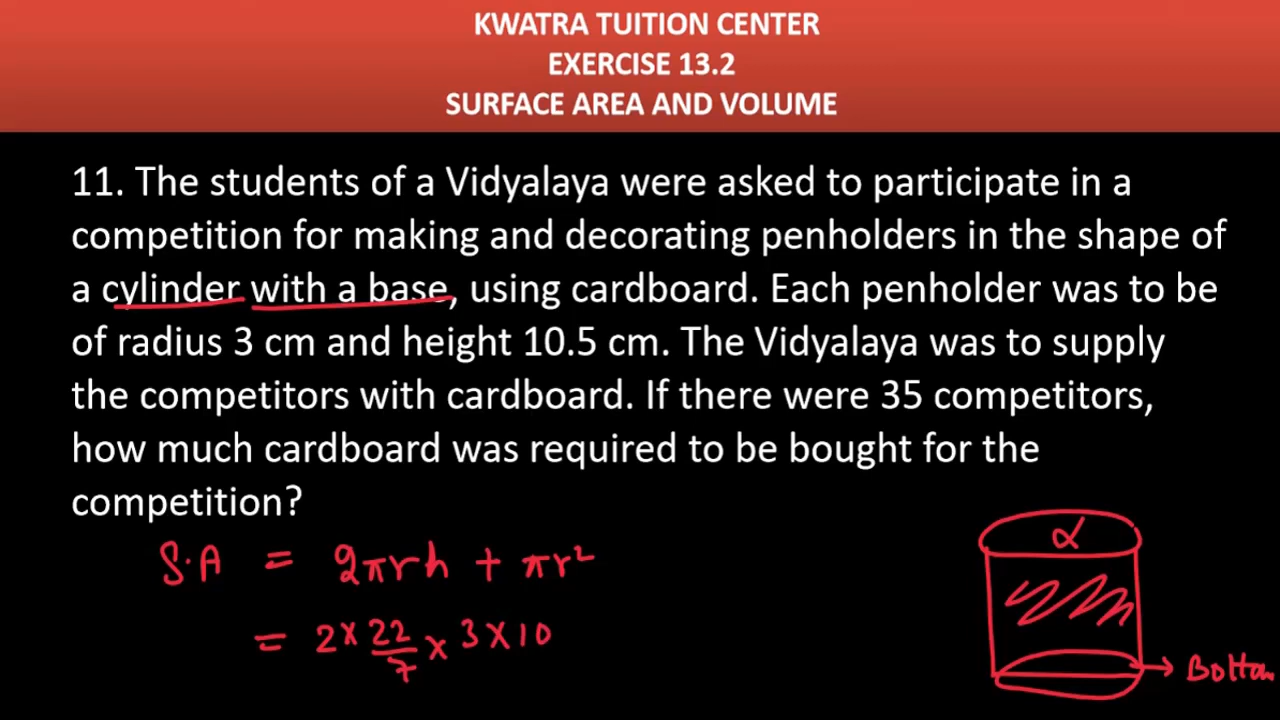 KWATRA TUITION CENTER
EXERCISE 13.2
SURFACE AREA AND VOLUME
11. The students of a Vidyalaya were asked to participate in a
competition for making and decorating penholders in the shape of
a cylinder with a base, using cardboard. Each penholder was to be
of radius 3 cm and height 10.5 cm. The Vidyalaya was to supply
the competitors with cardboard. If there were 35 competitors,
how much cardboard was required to be bought for the
competition?
S.A = 2πrh + πr²
= 2 × 22/7 × 3 × 10